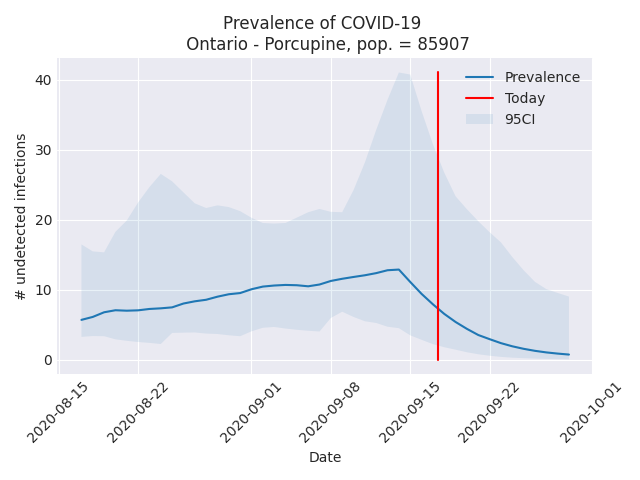 Prevalence of COVID-19
Ontario - Porcupine, pop. = 85907
Prevalence
Today
95CI
# undetected infections
40
30
20
10
0
2020-08-15
2020-08-22
2020-09-01
2020-09-08
2020-09-15
2020-09-22
2020-10-01
Date